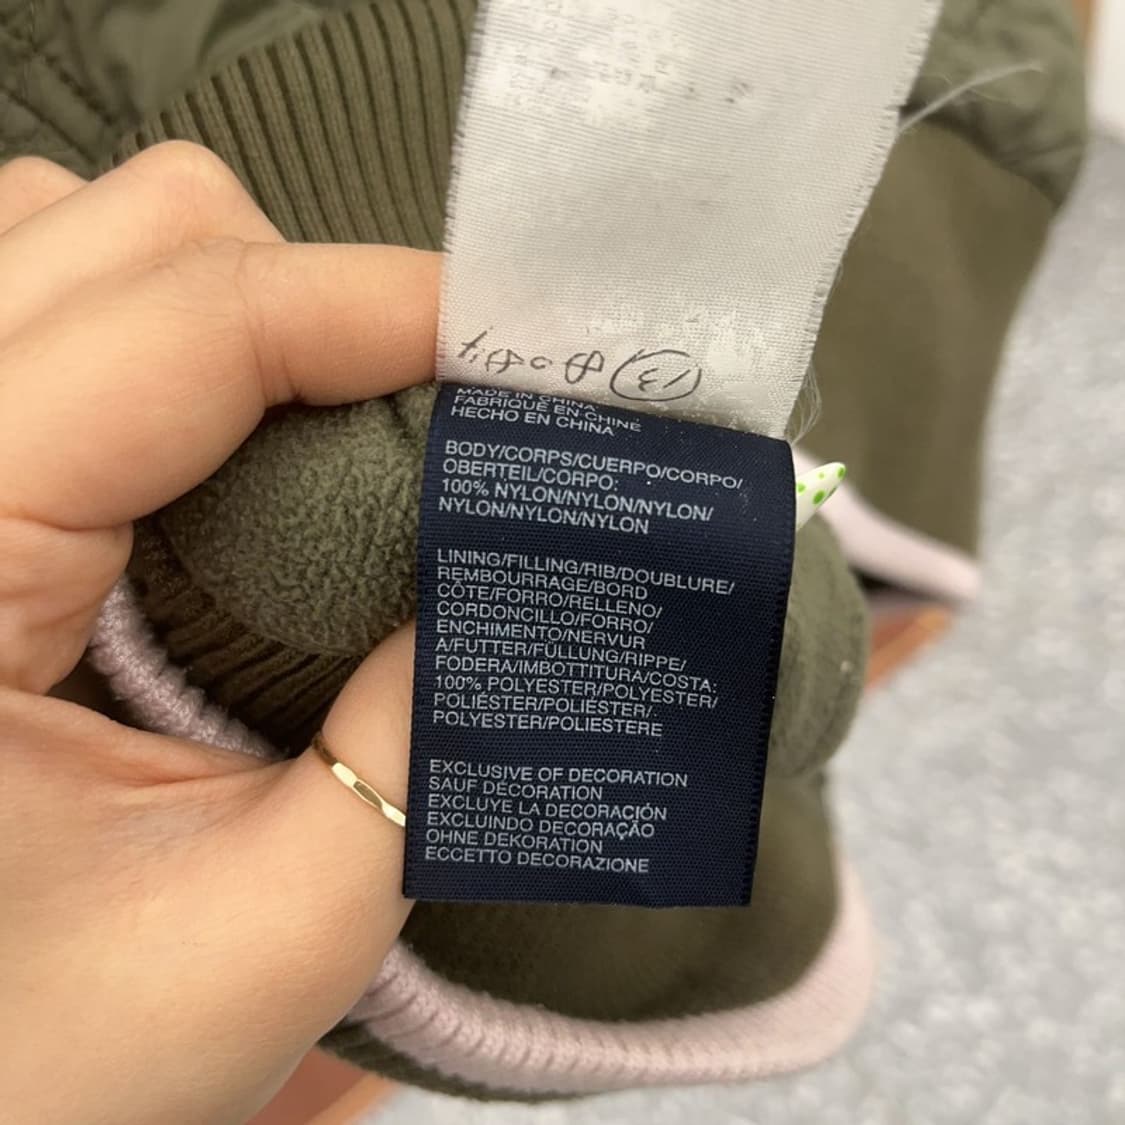 MADE IN CHINA
FABRIQUÉ EN CHINE
HECHO EN CHINA
BODY/CORPS/CUERPO/CORPO/
OBERTEIL/CORPO:
100% NYLON/NYLON/NYLON/
NYLON/NYLON/NYLON
LINING/FILLING/RIB/DOUBLURE/
REMBOURRAGE/BORD
CÔTE/FORRO/RELLENO/
CORDONCILLO/FORRO/
ENCHIMENTO/NERVUR
A/FUTTER/FÜLLUNG/RIPPE/
FODERA/IMBOTTITURA/COSTA:
100% POLYESTER/POLYESTER/
POLIÉSTER/POLIÉSTER/
POLYESTER/POLIESTERE
EXCLUSIVE OF DECORATION
SAUF DÉCORATION
EXCLUYE LA DECORACIÓN
EXCLUINDO DECORAÇÃO
OHNE DEKORATION
ECCETTO DECORAZIONE